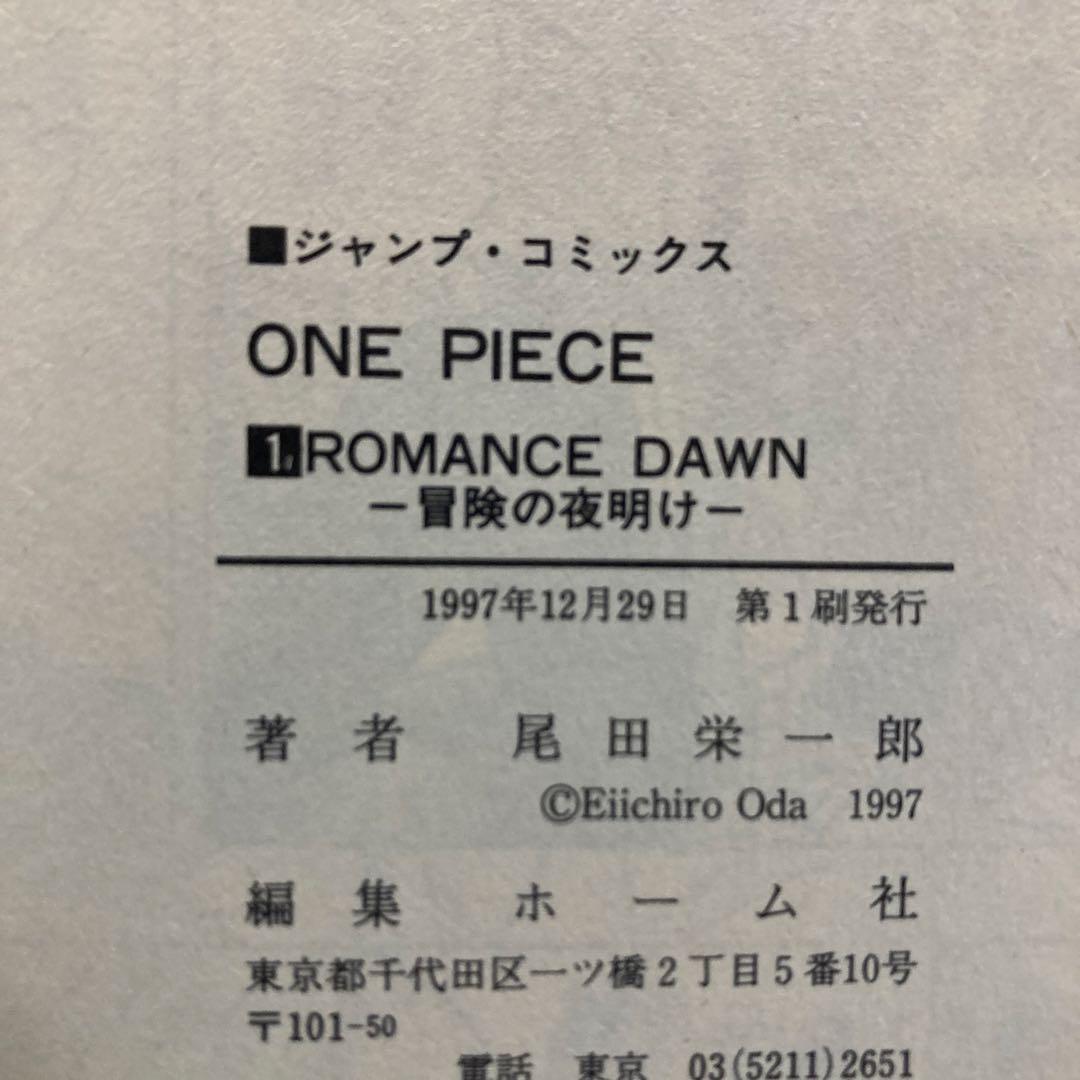 ■ジャンプ・コミックス
ONE PIECE
1 ROMANCE DAWN
―冒険の夜明け―
1997年12月29日 第1刷発行
著者 尾田栄一郎
©Eiichiro Oda 1997
編集 ホーム社
東京都千代田区一ツ橋2丁目5番10号
〒101-50
電話 東京 03(5211)2651